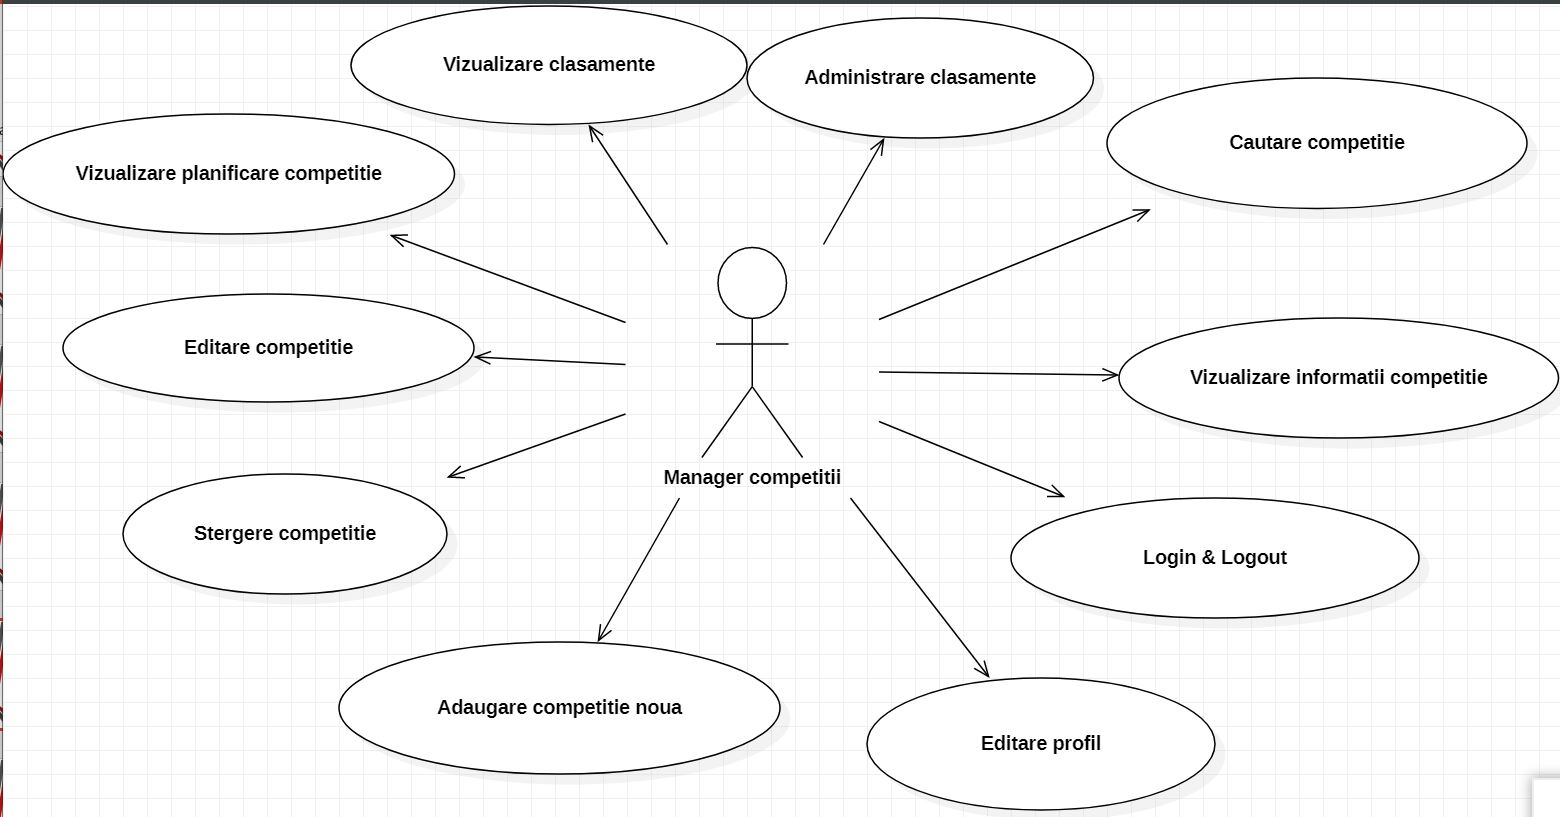 Vizualizare clasamente
Administrare clasamente
Cautare competitie
Vizualizare planificare competitie
Editare competitie
Vizualizare informatii competitie
Manager competitii
Stergere competitie
Login & Logout
Adaugare competitie noua
Editare profil